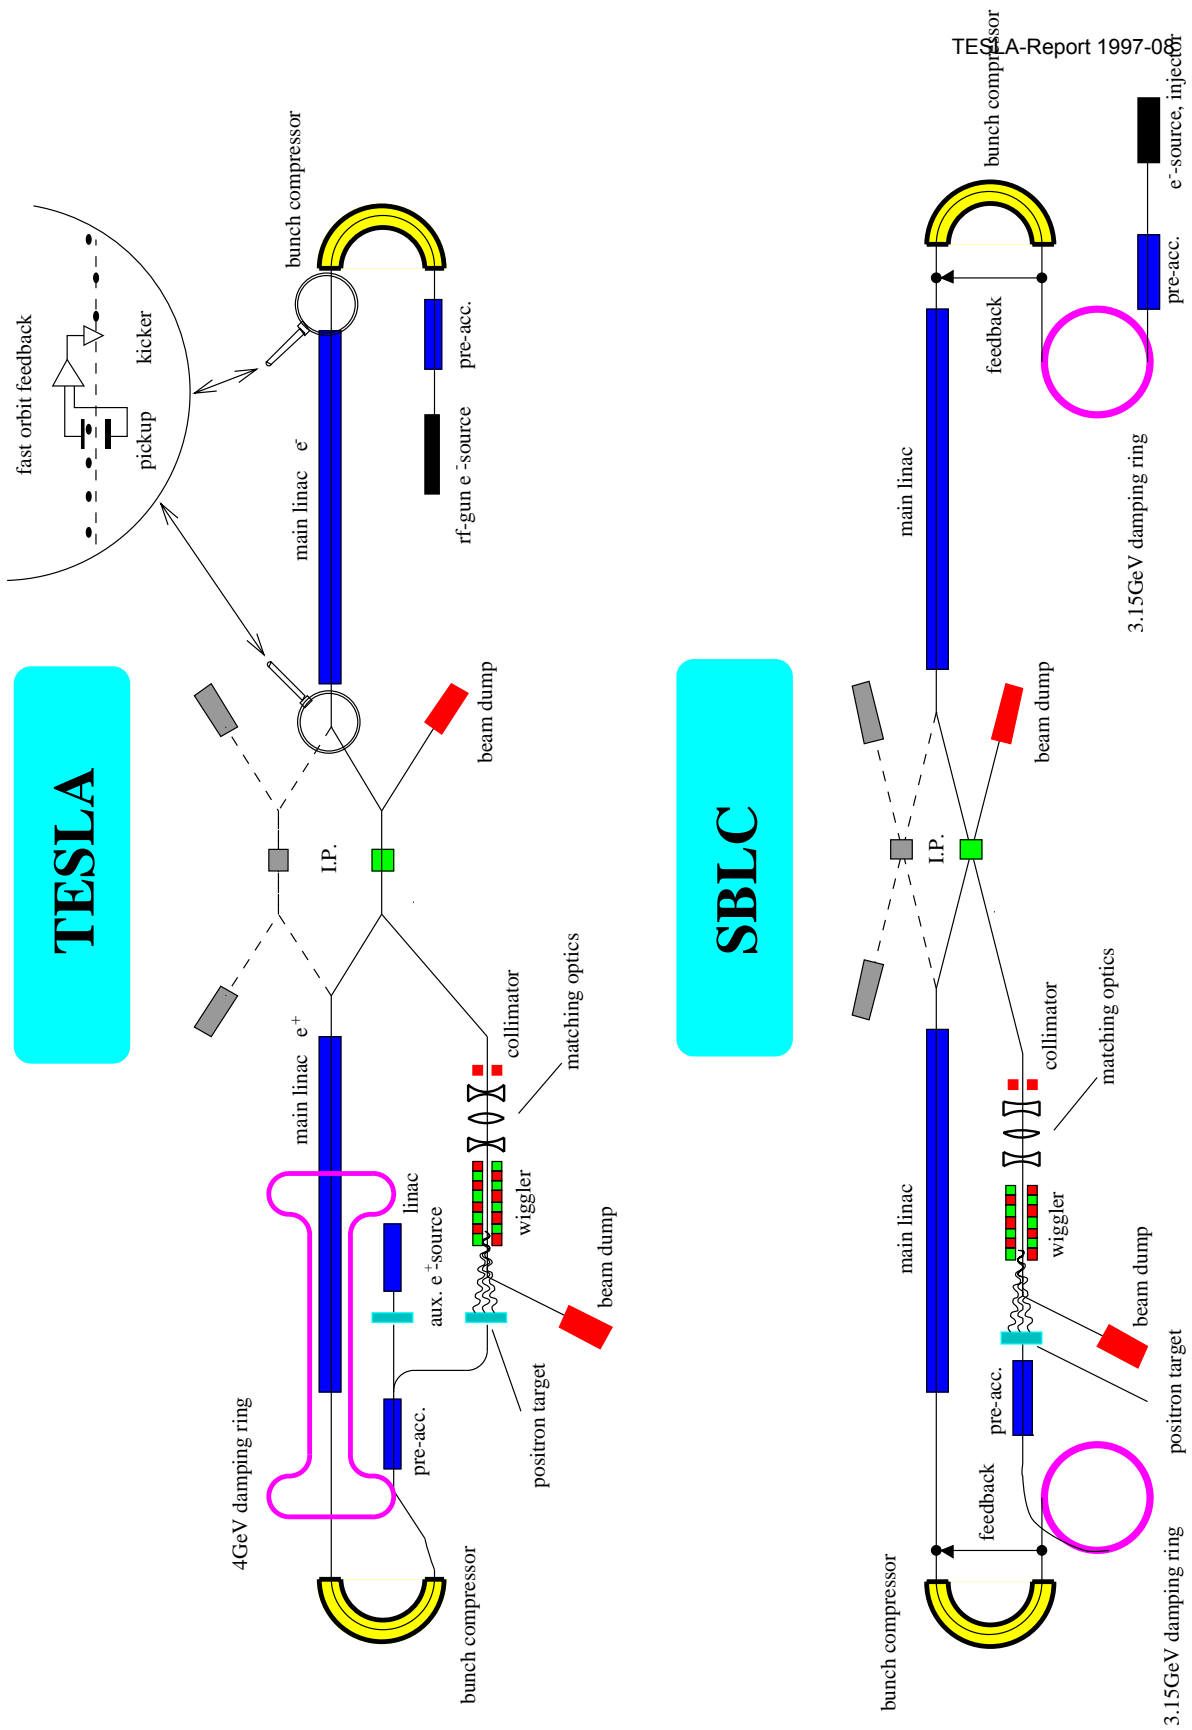 TESLA-Report 1997-08
TESLA
fast orbit feedback
pickup
kicker
bunch compressor
main linac e-
pre-acc.
rf-gun e- -source
beam dump
I.P.
main linac e+
collimator
matching optics
linac
aux. e+-source
wiggler
beam dump
4GeV damping ring
pre-acc.
positron target
bunch compressor
SBLC
bunch compressor
e--source, injector
pre-acc.
feedback
main linac
3.15GeV damping ring
beam dump
I.P.
collimator
matching optics
main linac
wiggler
beam dump
pre-acc.
positron target
feedback
bunch compressor
3.15GeV damping ring